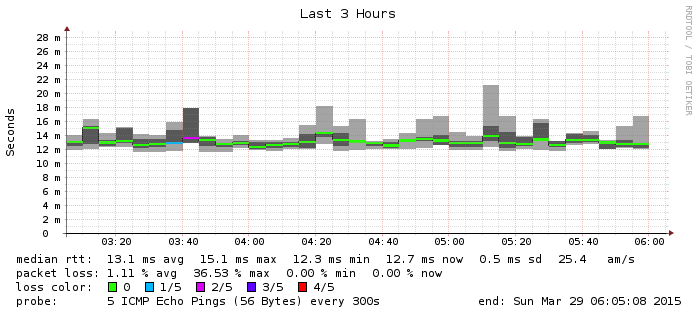 Last 3 Hours
RRDTOOL / TOBI OETIKER
Seconds
28 m
26 m
24 m
22 m
20 m
18 m
16 m
14 m
12 m
10 m
8 m
6 m
4 m
2 m
0
03:20 03:40 04:00 04:20 04:40 05:00 05:20 05:40 06:00
median rtt: 13.1 ms avg 15.1 ms max 12.3 ms min 12.7 ms now 0.5 ms sd 25.4 am/s
packet loss: 1.11 % avg 36.53 % max 0.00 % min 0.00 % now
loss color: 0 1/5 2/5 3/5 4/5
probe: 5 ICMP Echo Pings (56 Bytes) every 300s end: Sun Mar 29 06:05:08 2015